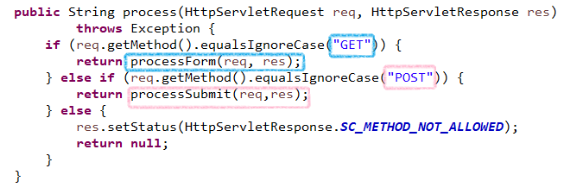 public String process(HttpServletRequest req, HttpServletResponse res)
throws Exception {
if (req.getMethod().equalsIgnoreCase("GET")) {
return processForm(req, res);
} else if (req.getMethod().equalsIgnoreCase("POST")) {
return processSubmit(req,res);
} else {
res.setStatus(HttpServletResponse.SC_METHOD_NOT_ALLOWED);
return null;
}
}